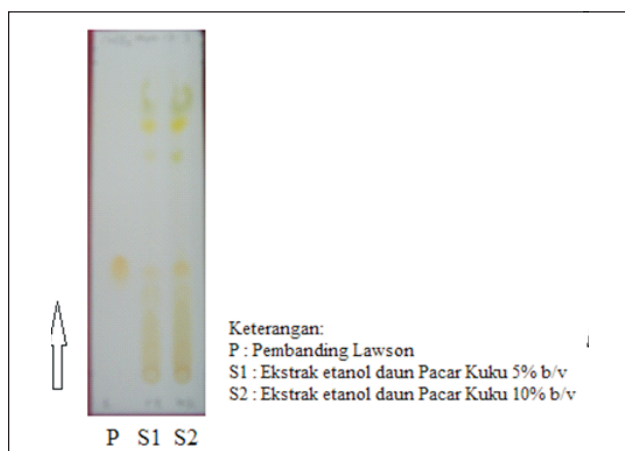 Keterangan:
P : Pembanding Lawson
S1 : Ekstrak etanol daun Pacar Kuku 5% b/v
S2 : Ekstrak etanol daun Pacar Kuku 10% b/v
P S1 S2